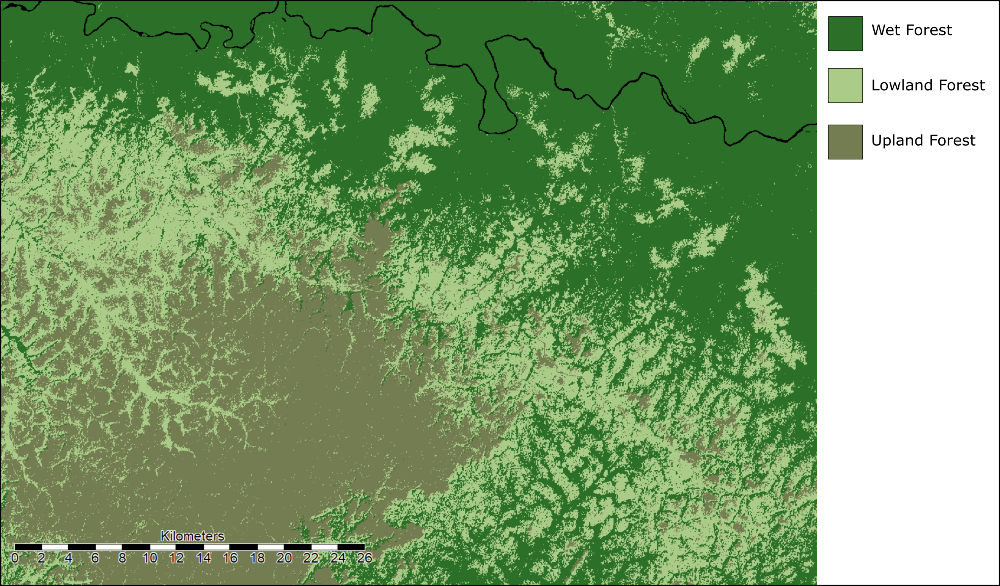 Wet Forest
Lowland Forest
Upland Forest
Kilometers
0 2 4 6 8 10 12 14 16 18 20 22 24 26